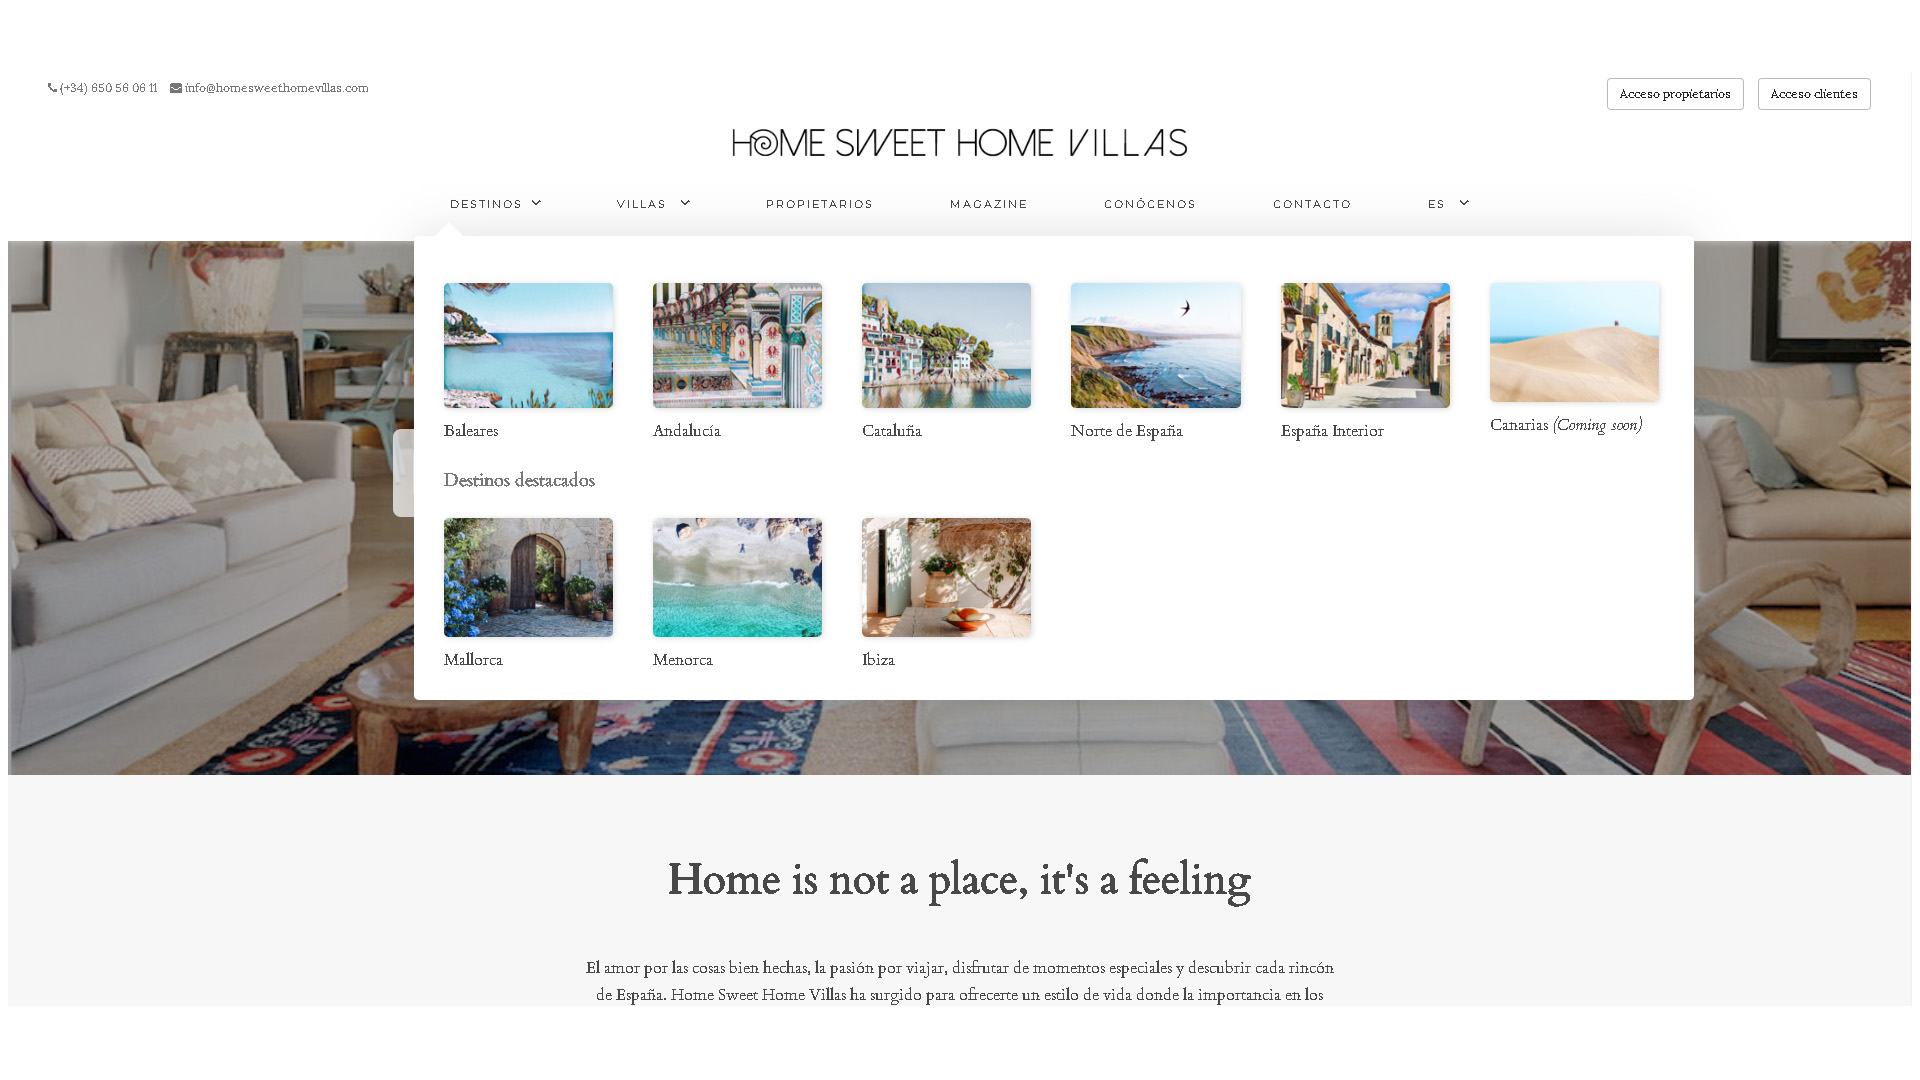 (+34) 650 56 06 11 info@homesweethomevillas.com
Acceso propietarios Acceso clientes
HOME SWEET HOME VILLAS
DESTINOS VILLAS PROPIETARIOS MAGAZINE CONÓCENOS CONTACTO ES
Baleares Andalucía Cataluña Norte de España España Interior Canarias (Coming soon)
Destinos destacados
Mallorca Menorca Ibiza
Home is not a place, it's a feeling
El amor por las cosas bien hechas, la pasión por viajar, disfrutar de momentos especiales y descubrir cada rincón
de España. Home Sweet Home Villas ha surgido para ofrecerte un estilo de vida donde la importancia en los